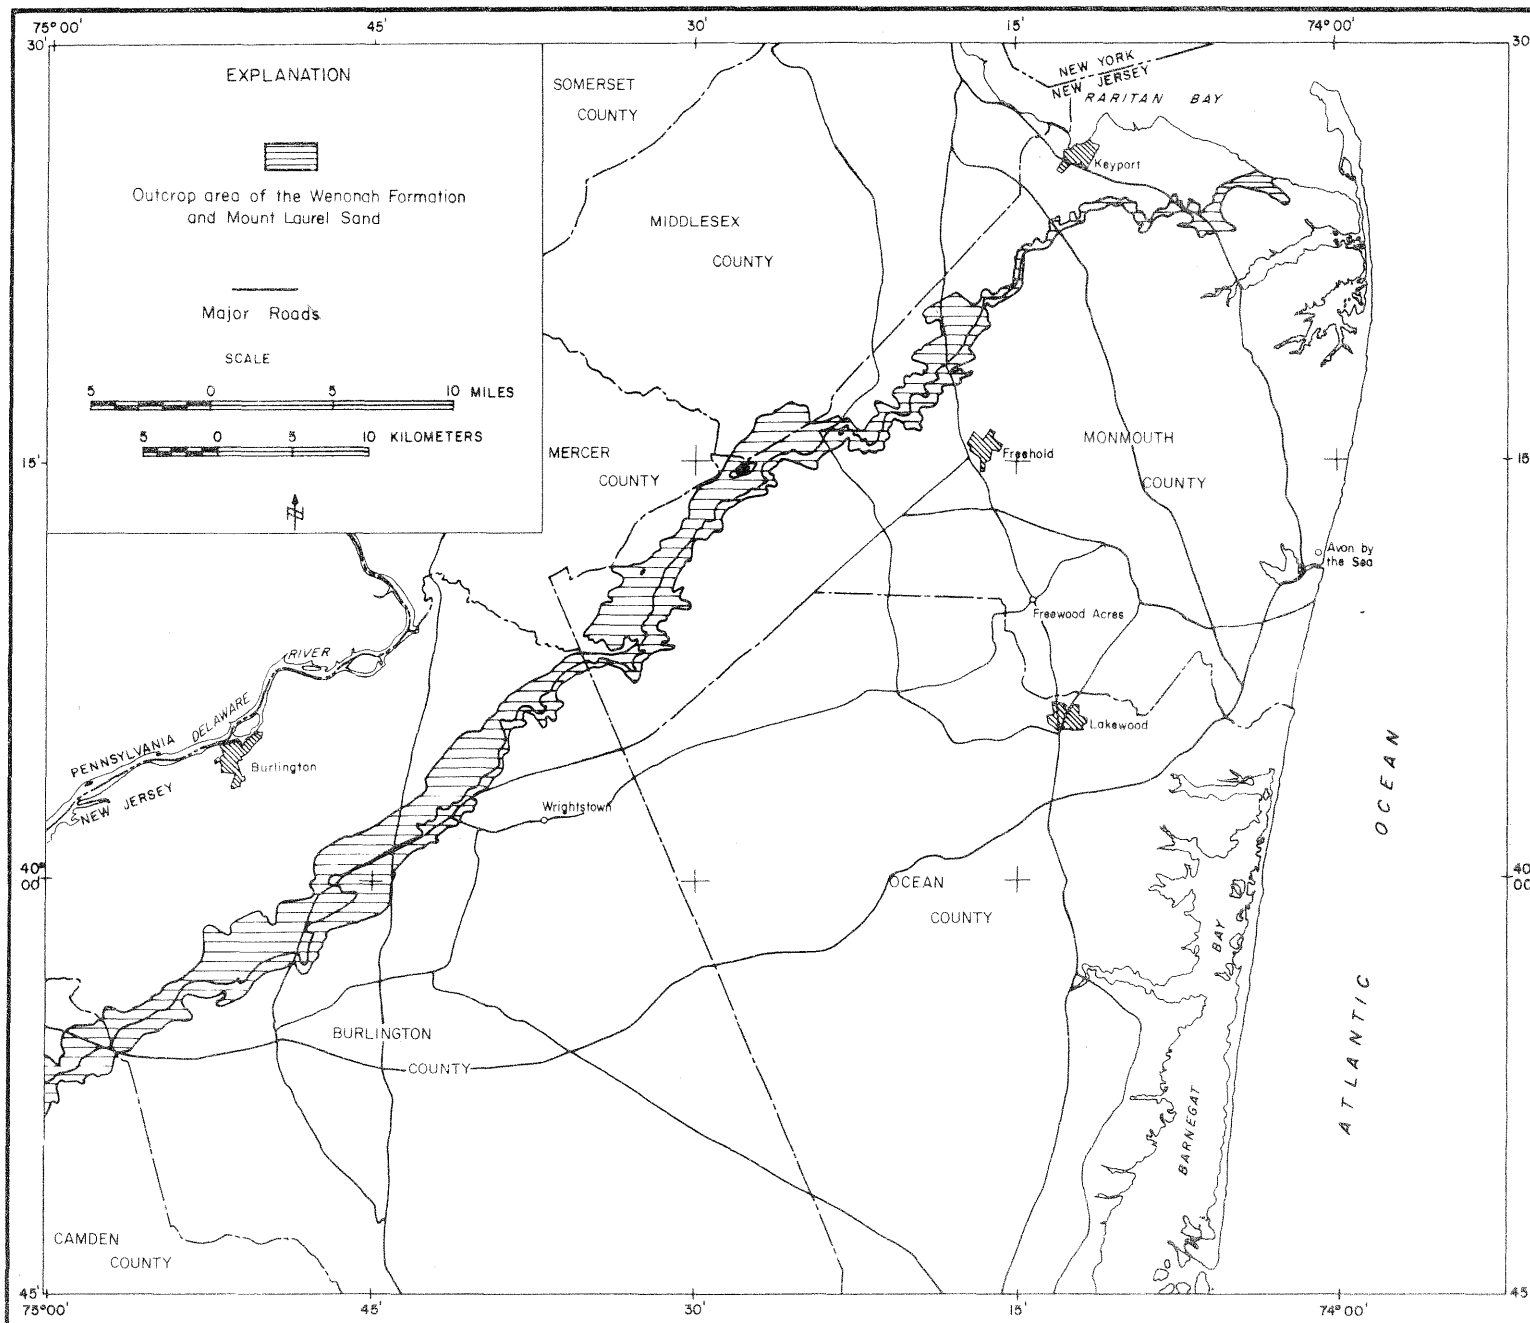 75°00'
45'
30'
15'
74°00'
30'
30
EXPLANATION
Outcrop area of the Wenonah Formation
and Mount Laurel Sand
Major Roads
SCALE
5 0 5 10 MILES
5 0 5 10 KILOMETERS
N
SOMERSET
COUNTY
NEW YORK
NEW JERSEY
RARITAN BAY
Keyport
MIDDLESEX
COUNTY
MERCER
COUNTY
Freehold
MONMOUTH
COUNTY
15'
15
Avon by
the Sea
Freewood Acres
RIVER
DELAWARE
PENNSYLVANIA
NEW JERSEY
Burlington
Lakewood
Wrightstown
40°
00'
40
00
OCEAN
COUNTY
ATLANTIC OCEAN
BARNEGAT BAY
BURLINGTON
COUNTY
CAMDEN
COUNTY
45'
45
75°00'
45'
30'
15'
74°00'